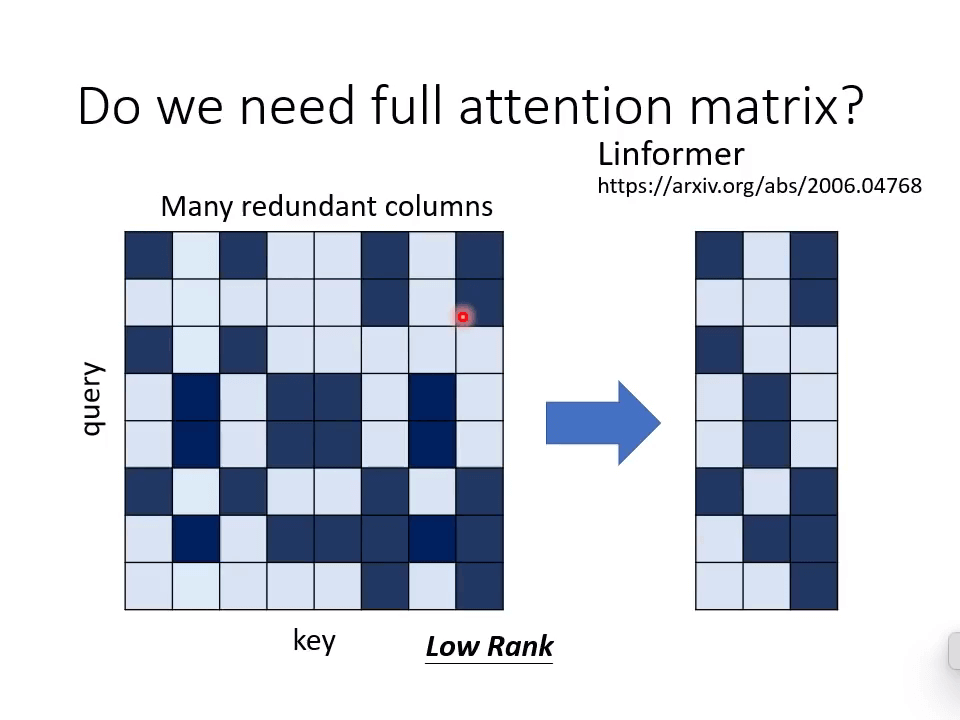 Do we need full attention matrix?
Linformer
https://arxiv.org/abs/2006.04768
Many redundant columns
query
key
Low Rank